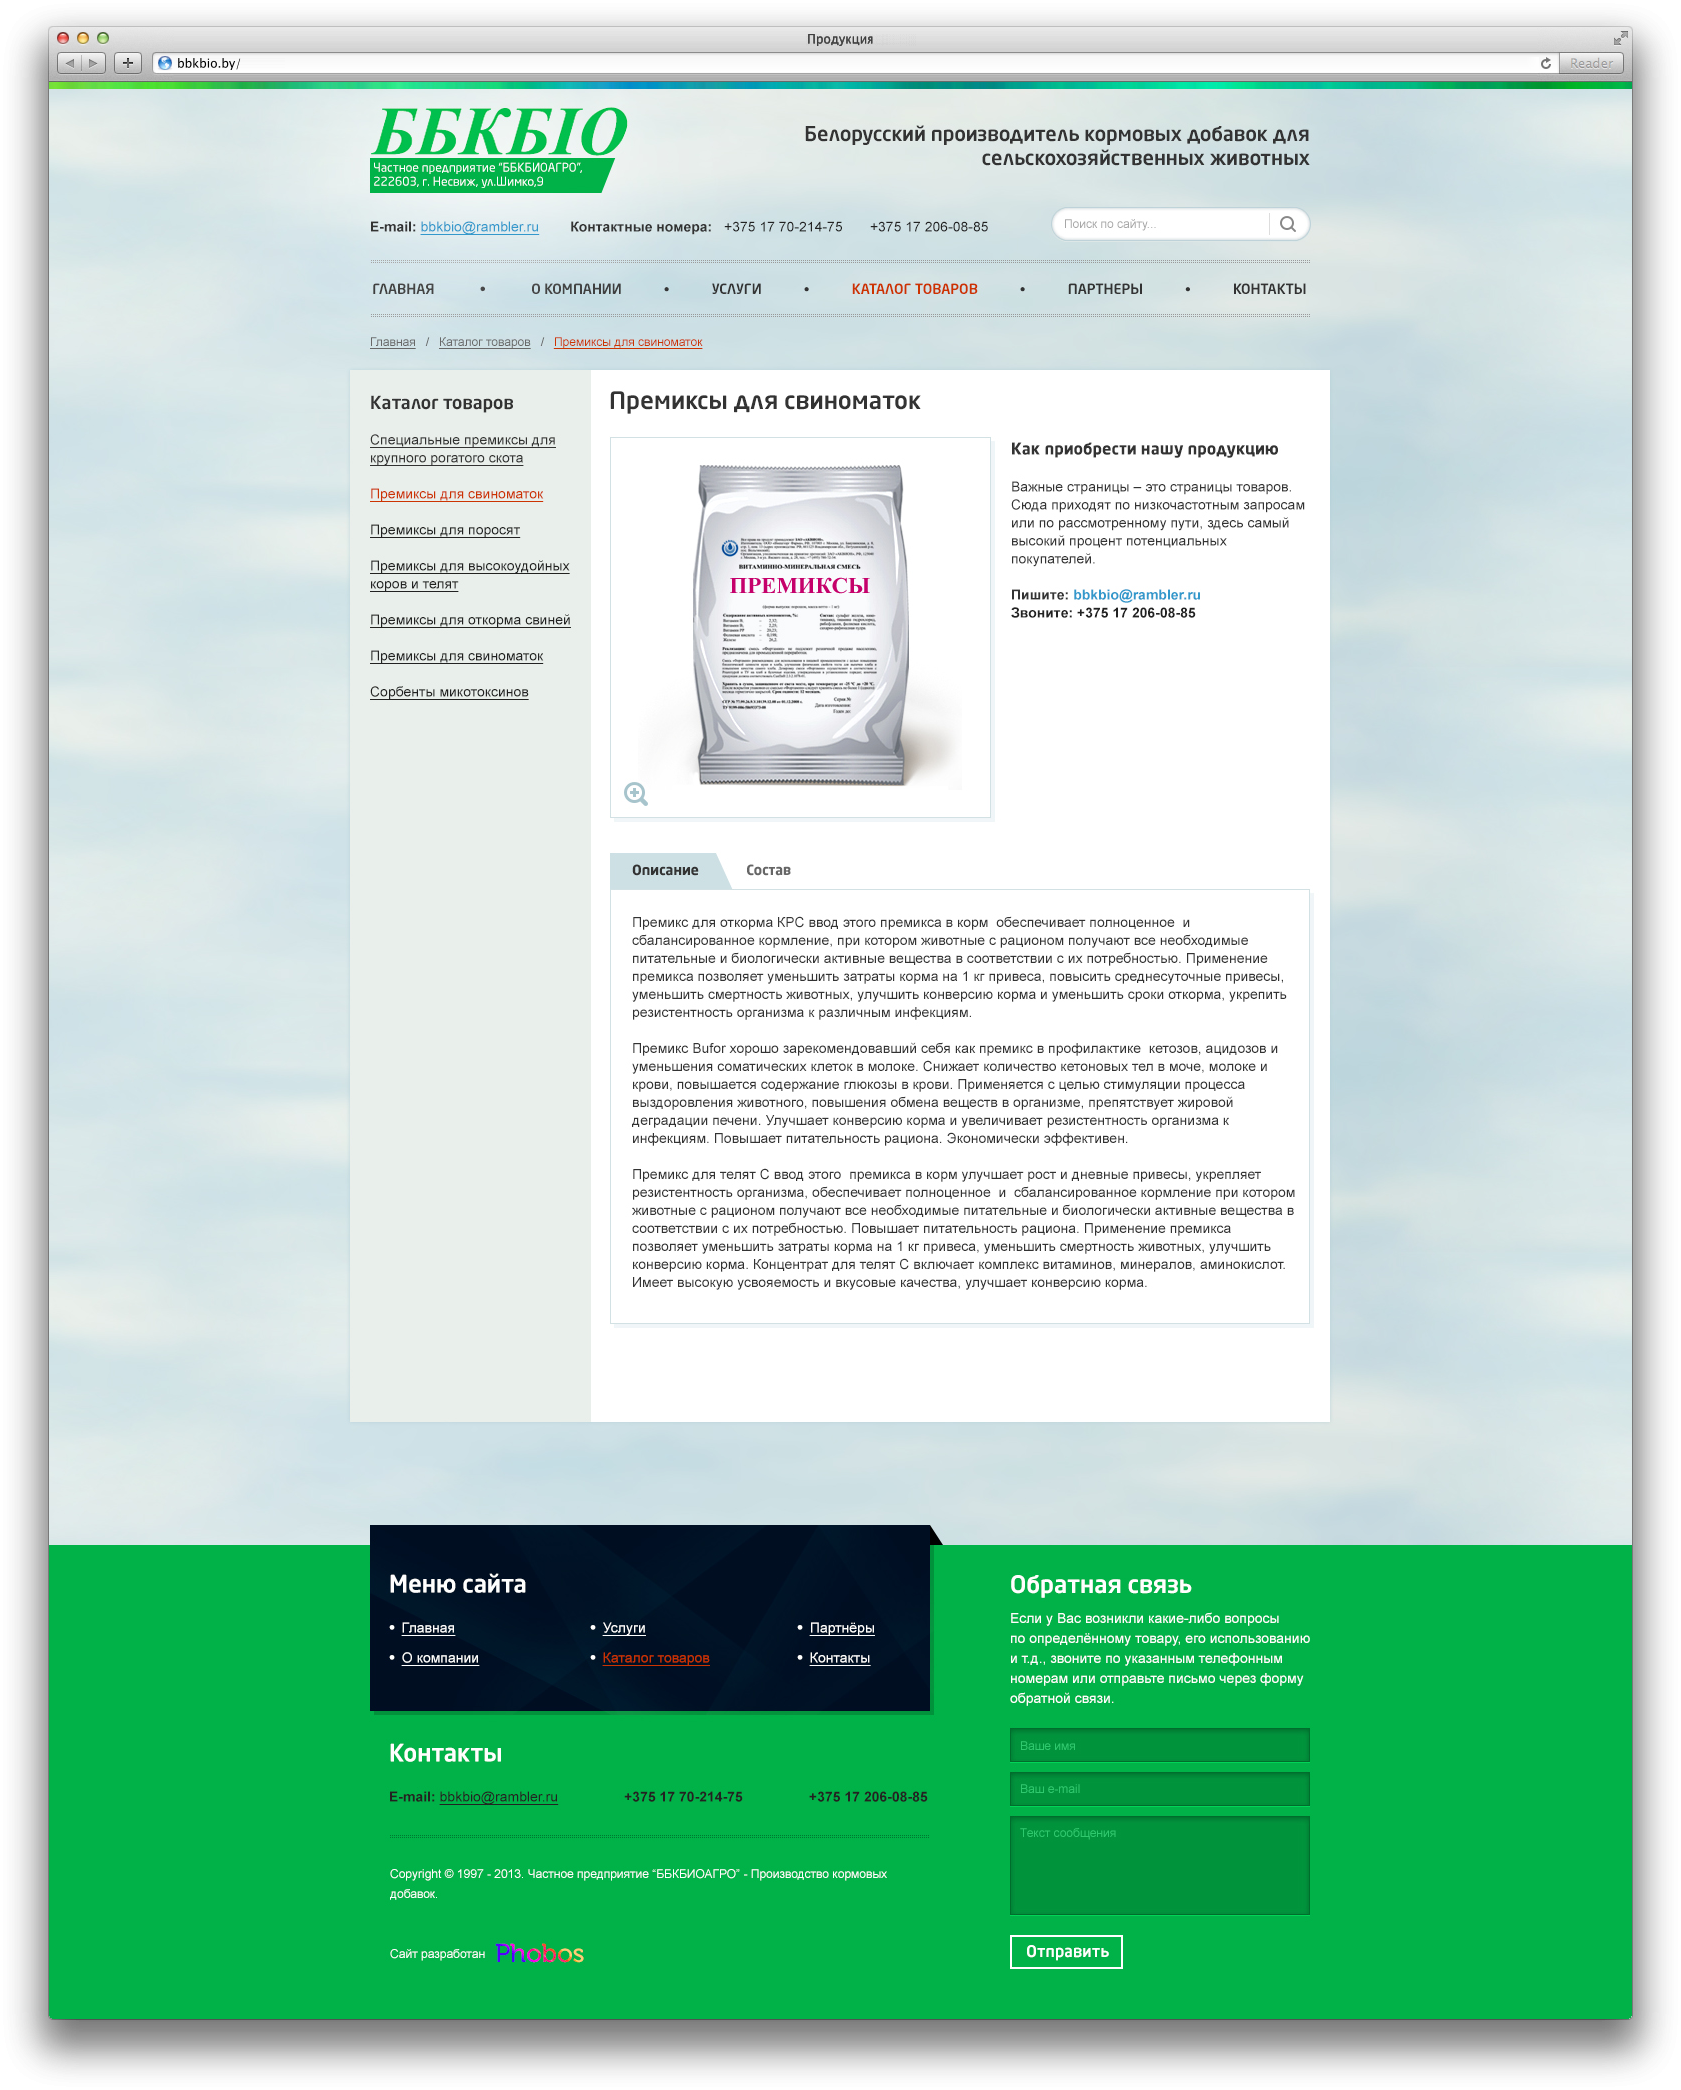 Продукция
bbkbio.by/
Reader
ББКБІО
Белорусский производитель кормовых добавок для
сельскохозяйственных животных
Частное предприятие "ББКБИОАГРО",
222603, г. Несвиж, ул.Шимко,9
E-mail: bbkbio@rambler.ru Контактные номера: +375 17 70-214-75 +375 17 206-08-85
Поиск по сайту...
ГЛАВНАЯ • О КОМПАНИИ • УСЛУГИ • КАТАЛОГ ТОВАРОВ • ПАРТНЕРЫ • КОНТАКТЫ
Главная / Каталог товаров / Премиксы для свиноматок
Каталог товаров
Специальные премиксы для
крупного рогатого скота
Премиксы для свиноматок
Премиксы для поросят
Премиксы для высокоудойных
коров и телят
Премиксы для откорма свиней
Премиксы для свиноматок
Сорбенты микотоксинов
Премиксы для свиноматок
ВИТАМИННО-МИНЕРАЛЬНАЯ СМЕСЬ
ПРЕМИКСЫ
Как приобрести нашу продукцию
Важные страницы – это страницы товаров.
Сюда приходят по низкочастотным запросам
или по рассмотренному пути, здесь самый
высокий процент потенциальных
покупателей.
Пишите: bbkbio@rambler.ru
Звоните: +375 17 206-08-85
Описание Состав
Премикс для откорма КРС ввод этого премикса в корм  обеспечивает полноценное  и
сбалансированное кормление, при котором животные с рационом получают все необходимые
питательные и биологически активные вещества в соответствии с их потребностью. Применение
премикса позволяет уменьшить затраты корма на 1 кг привеса, повысить среднесуточные привесы,
уменьшить смертность животных, улучшить конверсию корма и уменьшить сроки откорма, укрепить
резистентность организма к различным инфекциям.
Премикс Bufor хорошо зарекомендовавший себя как премикс в профилактике  кетозов, ацидозов и
уменьшения соматических клеток в молоке. Снижает количество кетоновых тел в моче, молоке и
крови, повышается содержание глюкозы в крови. Применяется с целью стимуляции процесса
выздоровления животного, повышения обмена веществ в организме, препятствует жировой
деградации печени. Улучшает конверсию корма и увеличивает резистентность организма к
инфекциям. Повышает питательность рациона. Экономически эффективен.
Премикс для телят С ввод этого  премикса в корм улучшает рост и дневные привесы, укрепляет
резистентность организма, обеспечивает полноценное  и  сбалансированное кормление при котором
животные с рационом получают все необходимые питательные и биологически активные вещества в
соответствии с их потребностью. Повышает питательность рациона. Применение премикса
позволяет уменьшить затраты корма на 1 кг привеса, уменьшить смертность животных, улучшить
конверсию корма. Концентрат для телят С включает комплекс витаминов, минералов, аминокислот.
Имеет высокую усвояемость и вкусовые качества, улучшает конверсию корма.
Меню сайта
• Главная • Услуги • Партнёры
• О компании • Каталог товаров • Контакты
Контакты
E-mail: bbkbio@rambler.ru +375 17 70-214-75 +375 17 206-08-85
Copyright © 1997 - 2013. Частное предприятие "ББКБИОАГРО" - Производство кормовых
добавок.
Сайт разработан Phobos
Обратная связь
Если у Вас возникли какие-либо вопросы
по определённому товару, его использованию
и т.д., звоните по указанным телефонным
номерам или отправьте письмо через форму
обратной связи.
Ваше имя
Ваш e-mail
Текст сообщения
Отправить